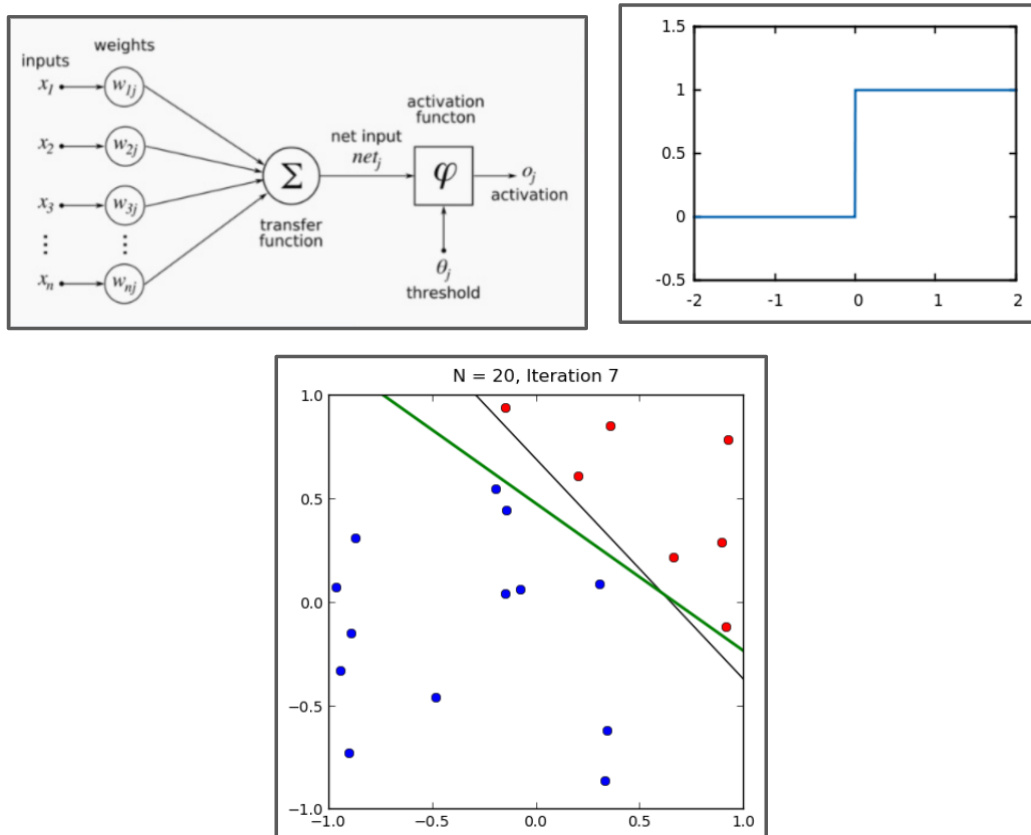 weights
inputs
x1
w1j
x2
w2j
x3
w3j
xn
wnj
Σ
transfer
function
net input
netj
activation
functon
φ
oj
activation
θj
threshold
1.5
1
0.5
0
-0.5
-2
-1
0
1
2
N = 20, Iteration 7
1.0
0.5
0.0
−0.5
−1.0
−1.0
−0.5
0.0
0.5
1.0